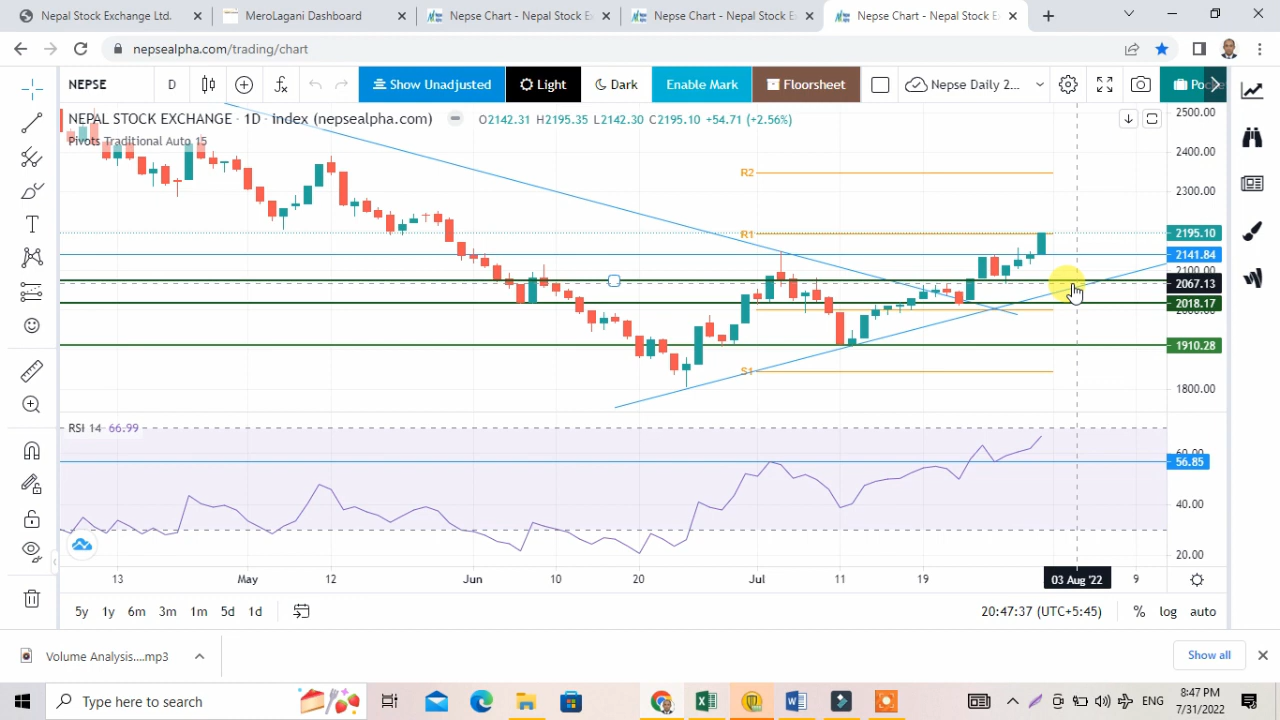 Nepal Stock Exchange Ltd.
MeroLagani Dashboard
Nepse Chart - Nepal Stock E
Nepse Chart - Nepal Stock E
Nepse Chart - Nepal Stock E
nepsealpha.com/trading/chart
NEPSE D Show Unadjusted Light Dark Enable Mark Floorsheet Nepse Daily 2...
NEPAL STOCK EXCHANGE · 1D · index (nepsealpha.com) O2142.31 H2195.35 L2142.30 C2195.10 +54.71 (+2.56%)
Pivots Traditional Auto 15
2500.00
2400.00
R2
2300.00
R1
2195.10
2141.84
2100.00
2067.13
2018.17
1910.28
S1
1800.00
RSI 14 66.99
60.00
56.85
40.00
20.00
13 May 12 Jun 10 20 Jul 11 19 03 Aug '22 9
5y 1y 6m 3m 1m 5d 1d 20:47:37 (UTC+5:45) % log auto
Volume Analysis....mp3
Show all
Type here to search
ENG
8:47 PM
7/31/2022